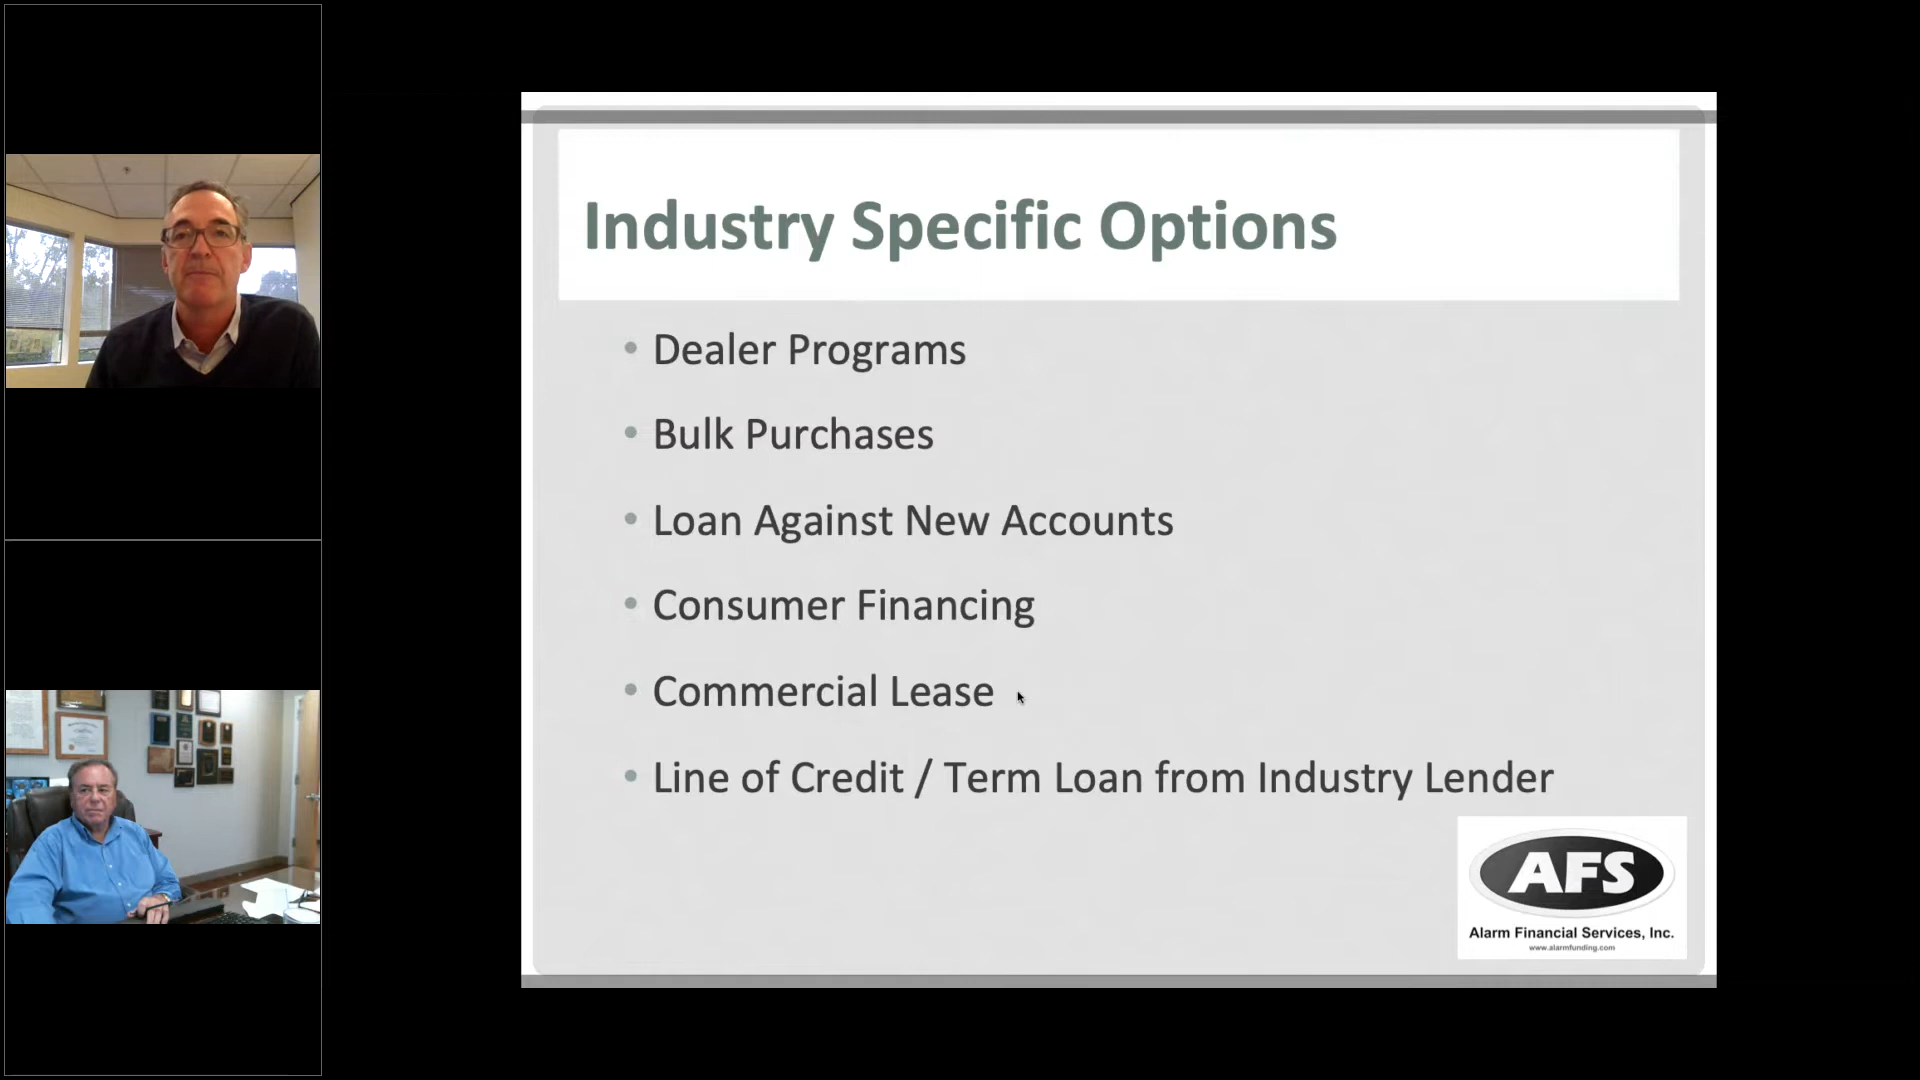 Industry Specific Options
• Dealer Programs
• Bulk Purchases
• Loan Against New Accounts
• Consumer Financing
• Commercial Lease
• Line of Credit / Term Loan from Industry Lender
AFS
Alarm Financial Services, Inc.
www.alarmfunding.com